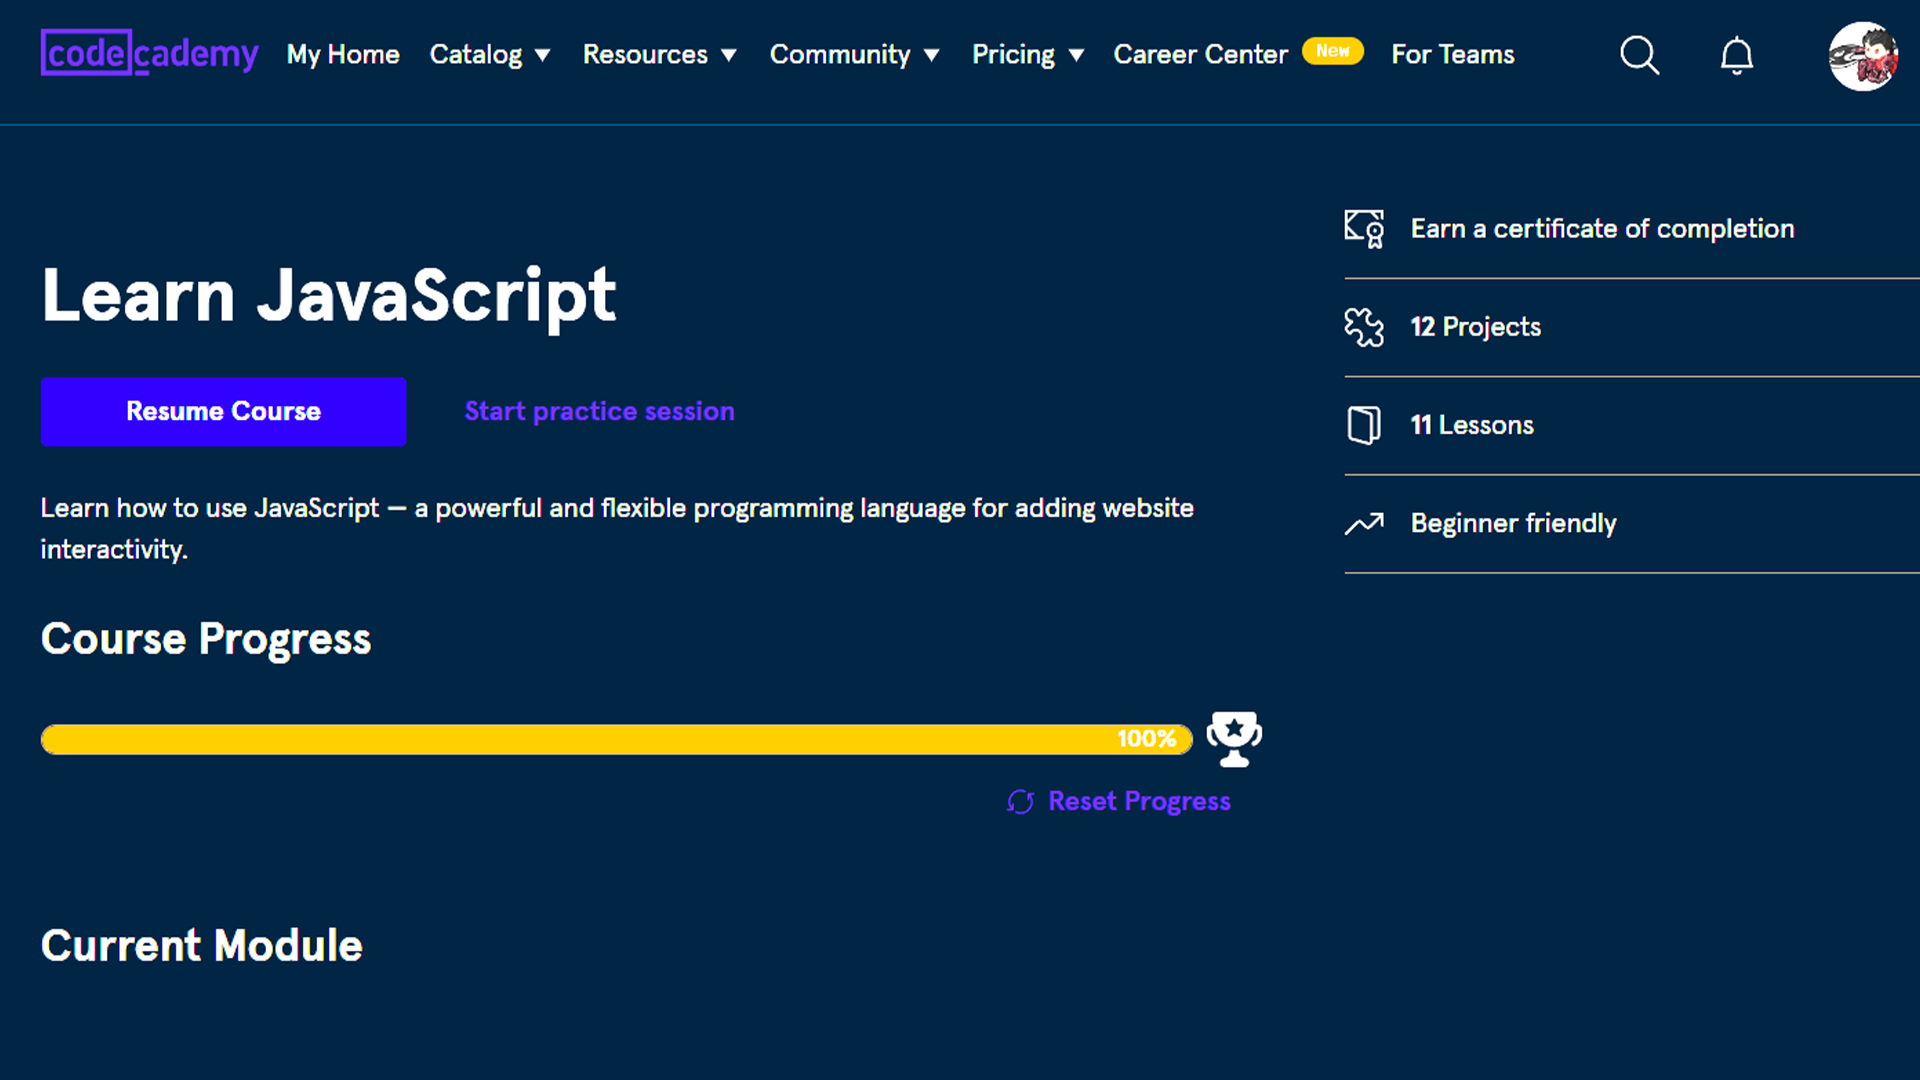 codecademy
My Home
Catalog
Resources
Community
Pricing
Career Center
New
For Teams
Learn JavaScript
Resume Course
Start practice session
Learn how to use JavaScript — a powerful and flexible programming language for adding website
interactivity.
Course Progress
100%
Reset Progress
Current Module
Earn a certificate of completion
12 Projects
11 Lessons
Beginner friendly